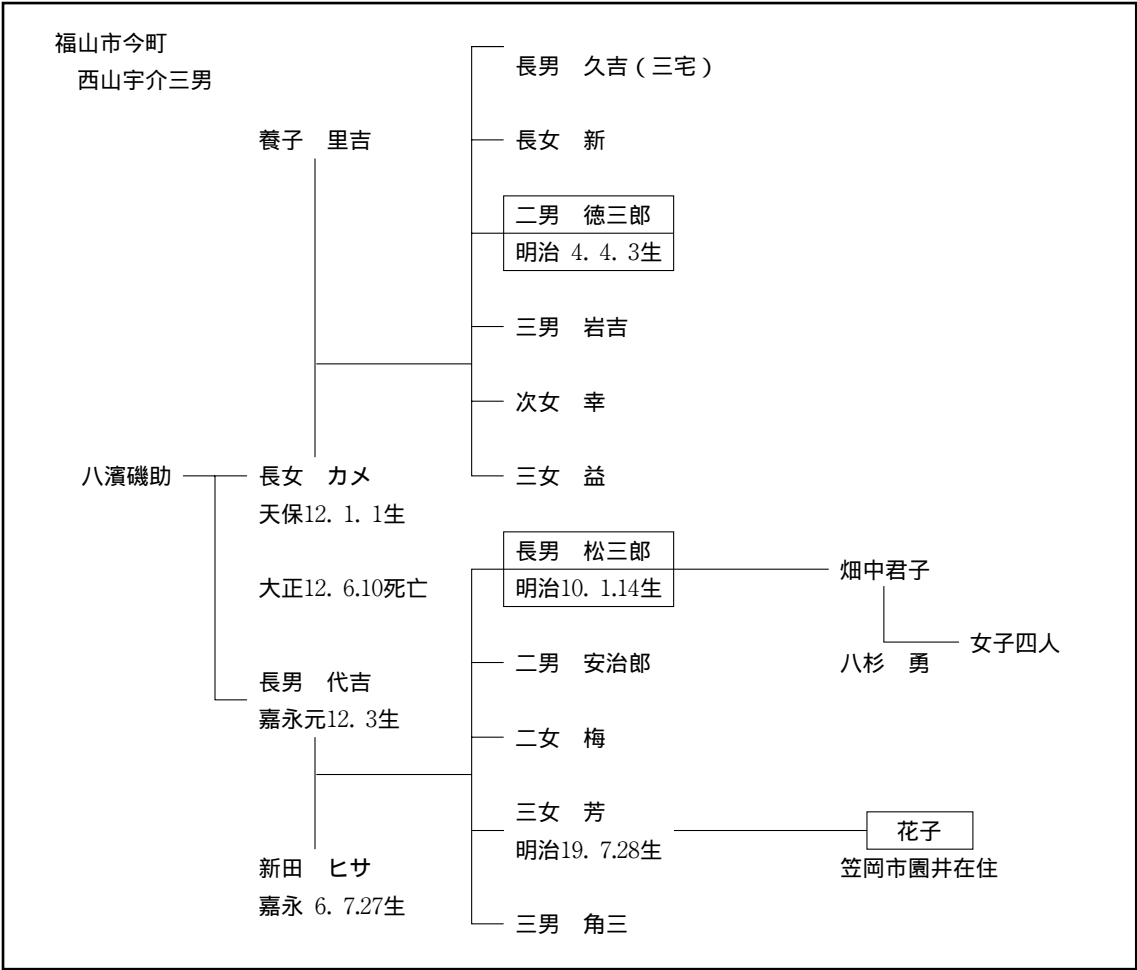 福山市今町
西山宇介三男
養子　里吉
長男　久吉（三宅）
長女　新
二男　徳三郎
明治 4. 4. 3生
三男　岩吉
次女　幸
三女　益
八濱磯助
長女　カメ
天保12. 1. 1生
大正12. 6.10死亡
長男　代吉
嘉永元12. 3生
新田　ヒサ
嘉永 6. 7.27生
長男　松三郎
明治10. 1.14生
二男　安治郎
二女　梅
三女　芳
明治19. 7.28生
三男　角三
畑中君子
八杉　勇
女子四人
花子
笠岡市園井在住